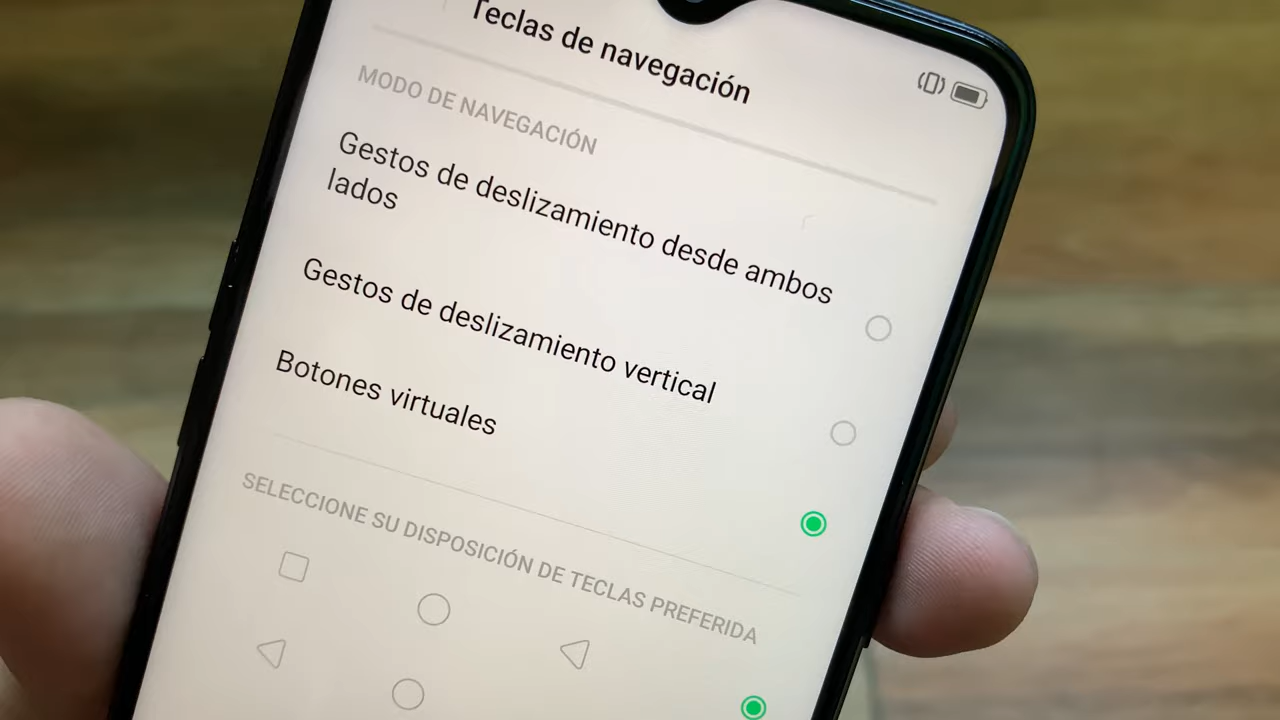 Teclas de navegación
MODO DE NAVEGACIÓN
Gestos de deslizamiento desde ambos
lados
Gestos de deslizamiento vertical
Botones virtuales
SELECCIONE SU DISPOSICIÓN DE TECLAS PREFERIDA